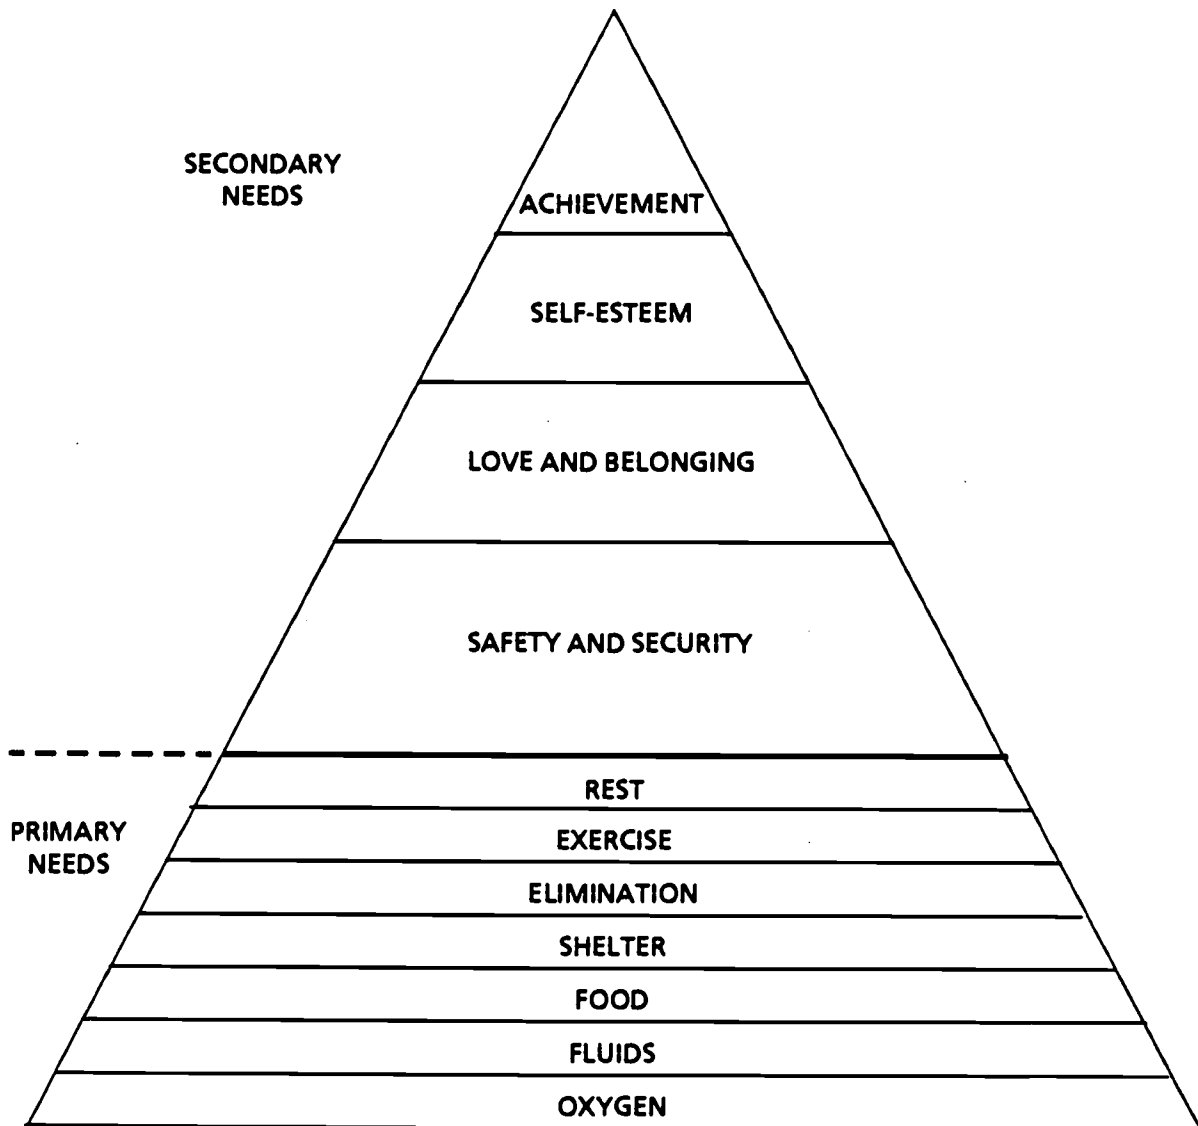 SECONDARY
NEEDS
ACHIEVEMENT
SELF-ESTEEM
LOVE AND BELONGING
SAFETY AND SECURITY
REST
PRIMARY
NEEDS
EXERCISE
ELIMINATION
SHELTER
FOOD
FLUIDS
OXYGEN